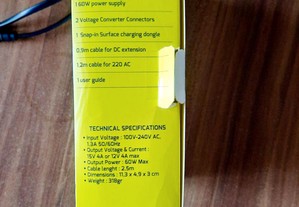 1 60W power supply
2 Voltage Converter Connectors
1 Snap-in Surface charging dongle
0.9m cable for DC extension
1.2m cable for 220 AC
1 user guide
TECHNICAL SPECIFICATIONS
• Input Voltage : 100V-240V AC,
1.3A 50/60Hz
• Output Voltage & Current :
15V 4A or 12V 4A max
• Output Power : 60W Max
• Cable lenght : 2.5m
• Dimensions : 11,3 x 4,9 x 3 cm
• Weight : 318gr